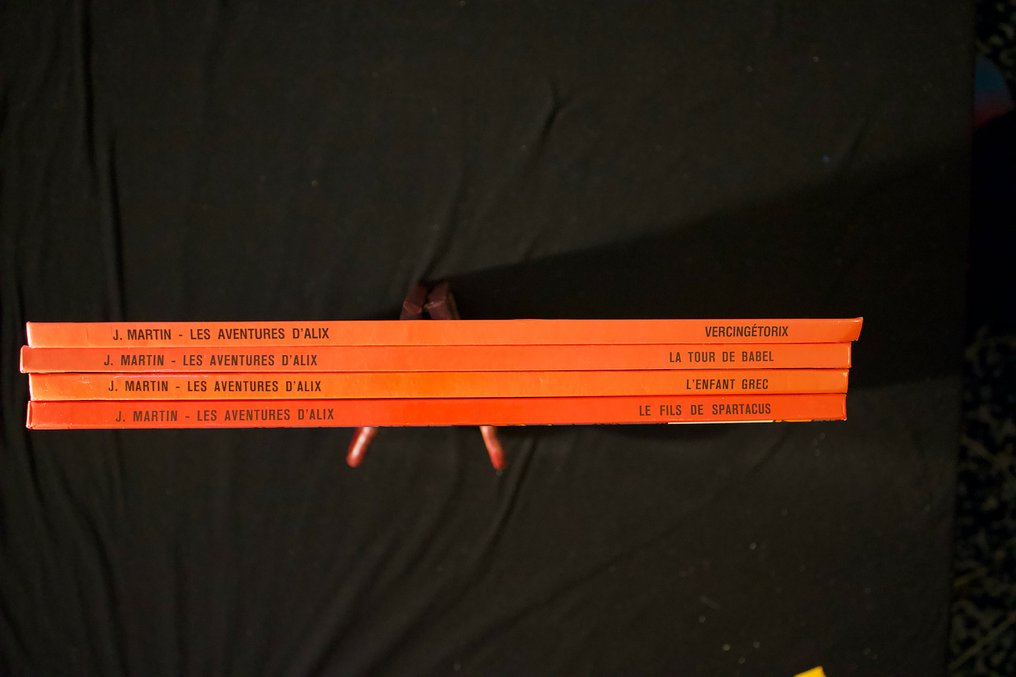 J. MARTIN - LES AVENTURES D'ALIX VERCINGÉTORIX
J. MARTIN - LES AVENTURES D'ALIX LA TOUR DE BABEL
J. MARTIN - LES AVENTURES D'ALIX L'ENFANT GREC
J. MARTIN - LES AVENTURES D'ALIX LE FILS DE SPARTACUS